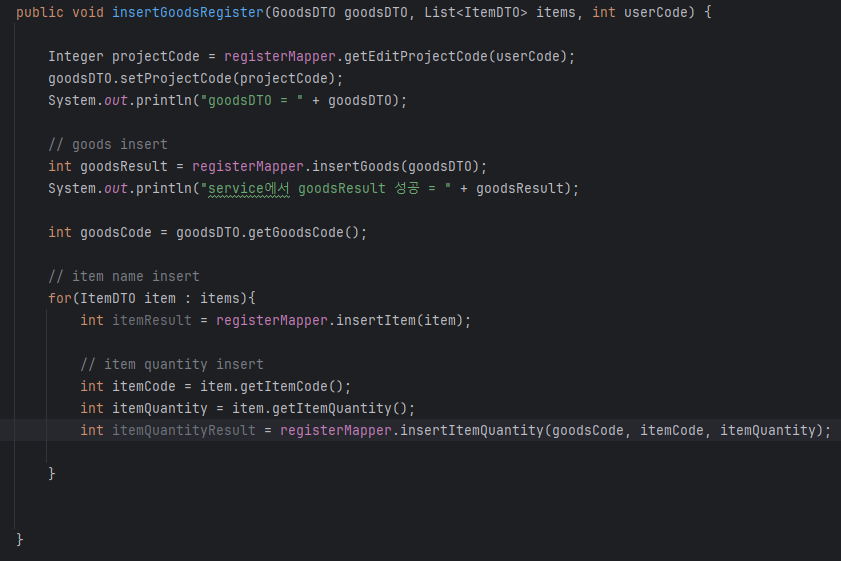 public void insertGoodsRegister(GoodsDTO goodsDTO, List<ItemDTO> items, int userCode) {
Integer projectCode = registerMapper.getEditProjectCode(userCode);
goodsDTO.setProjectCode(projectCode);
System.out.println("goodsDTO = " + goodsDTO);
// goods insert
int goodsResult = registerMapper.insertGoods(goodsDTO);
System.out.println("service에서 goodsResult 성공 = " + goodsResult);
int goodsCode = goodsDTO.getGoodsCode();
// item name insert
for(ItemDTO item : items){
int itemResult = registerMapper.insertItem(item);
// item quantity insert
int itemCode = item.getItemCode();
int itemQuantity = item.getItemQuantity();
int itemQuantityResult = registerMapper.insertItemQuantity(goodsCode, itemCode, itemQuantity);
}
}